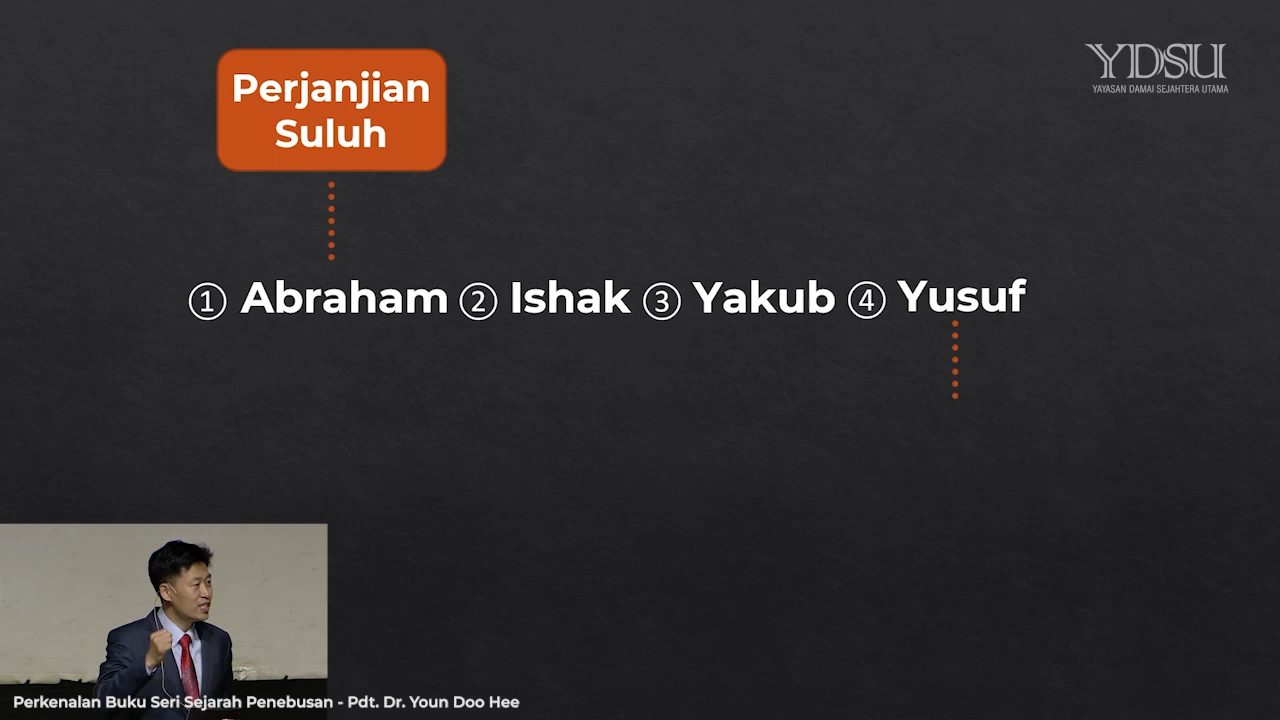 YDSU
YAYASAN DAMAI SEJAHTERA UTAMA
Perjanjian
Suluh
① Abraham ② Ishak ③ Yakub ④ Yusuf
Perkenalan Buku Seri Sejarah Penebusan - Pdt. Dr. Youn Doo Hee